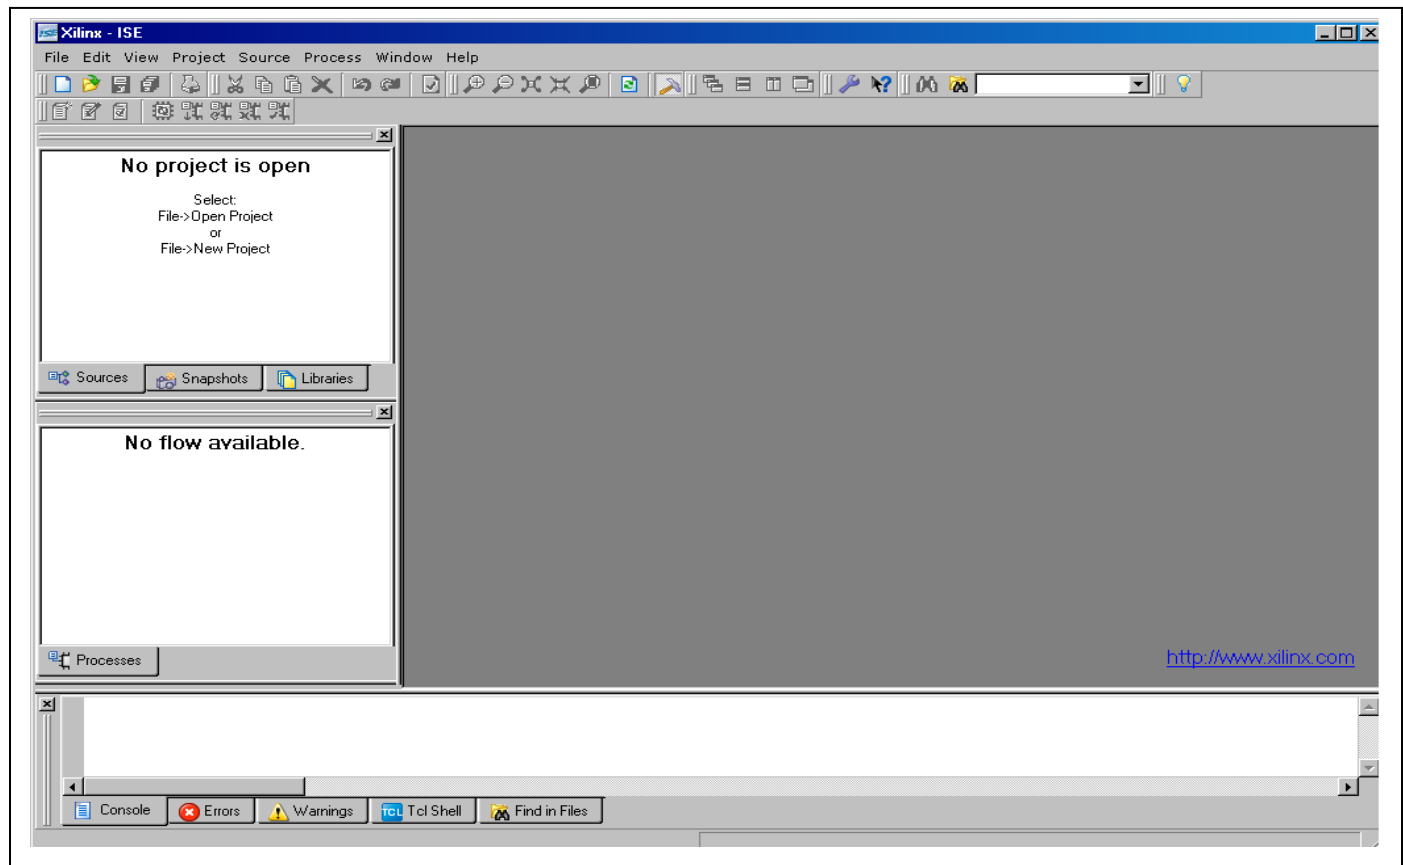 ISE Xilinx - ISE
File Edit View Project Source Process Window Help
No project is open
Select:
File->Open Project
or
File->New Project
Sources Snapshots Libraries
No flow available.
Processes
http://www.xilinx.com
Console Errors Warnings TCL Tcl Shell Find in Files